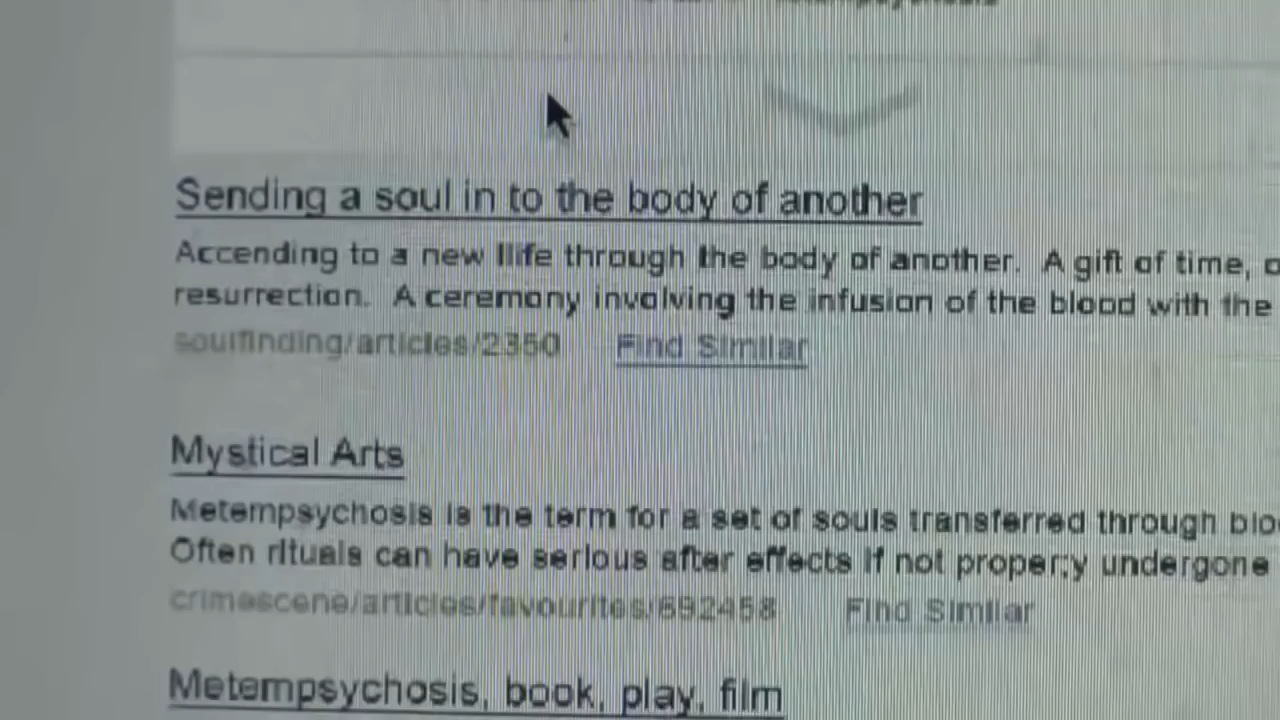 Sending a soul in to the body of another
Accending to a new llife through the body of another. A gift of time,
resurrection. A ceremony involving the infusion of the blood with the
soulfinding/articles/2350 Find Similar
Mystical Arts
Metempsychosis is the term for a set of souls transferred through
Often rituals can have serious after effects if not propery undergone
crimescene/articles/favourites/692458 Find Similar
Metempsychosis, book, play, film